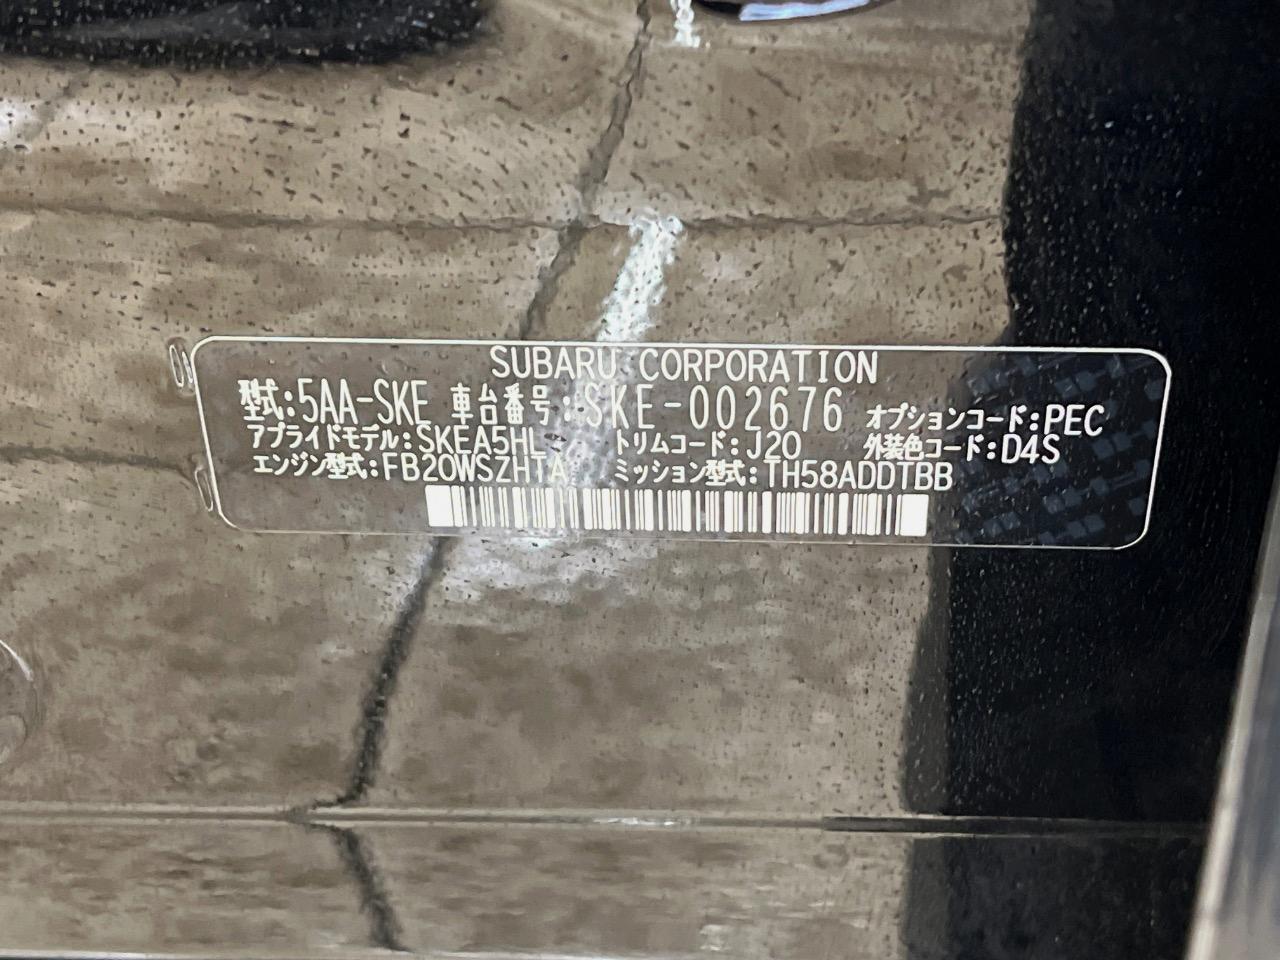 SUBARU CORPORATION
型式:5AA-SKE 車台番号:SKE-002676 オプションコード:PEC
アプライドモデル:SKEA5HL トリムコード:J20 外装色コード:D4S
エンジン型式:FB20WSZHTA ミッション型式:TH58ADDTBB